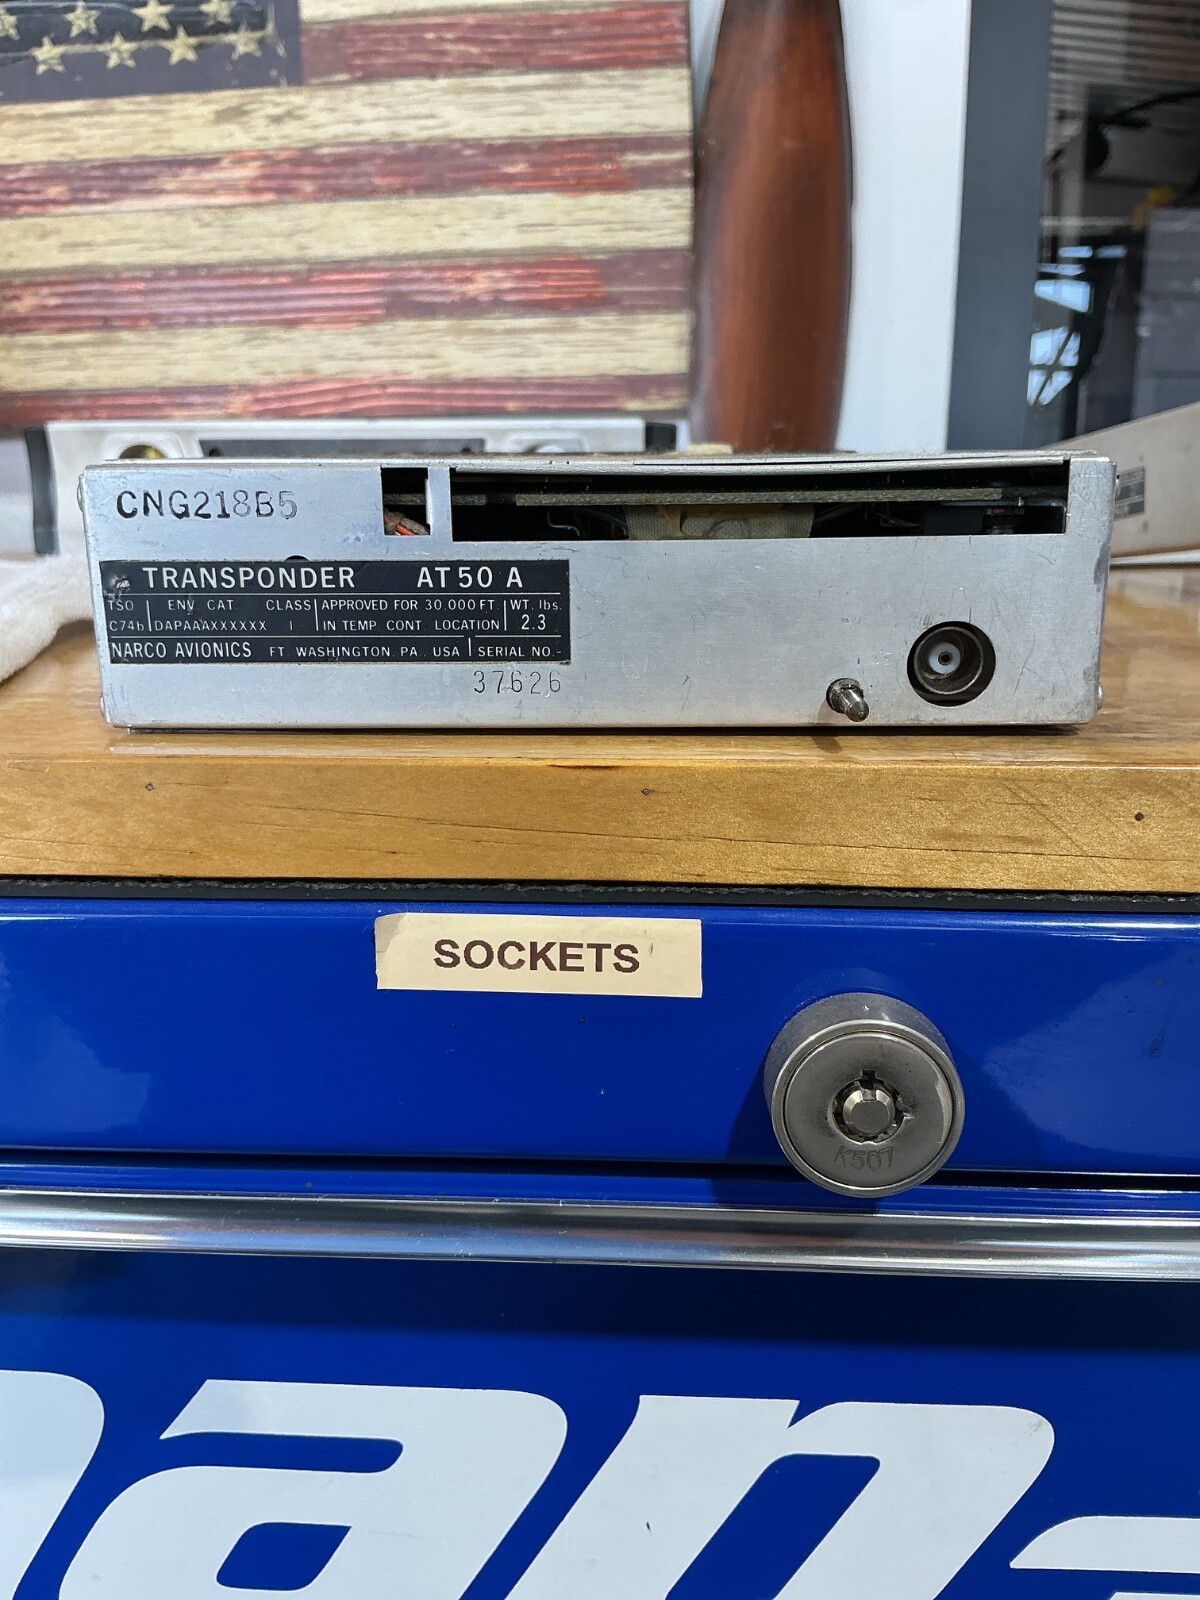 CNG218B5
TRANSPONDER AT50 A
TSO ENV. CAT. CLASS APPROVED FOR 30,000 FT. WT. lbs.
C74b DAPAAAXXXXXX I IN TEMP. CONT. LOCATION 2.3
NARCO AVIONICS FT. WASHINGTON, PA., USA SERIAL NO.-
37626
SOCKETS
K507